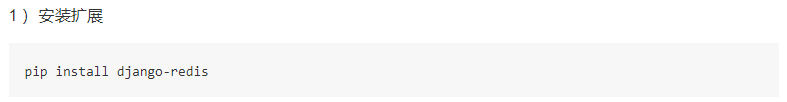 1） 安装扩展
pip install django-redis